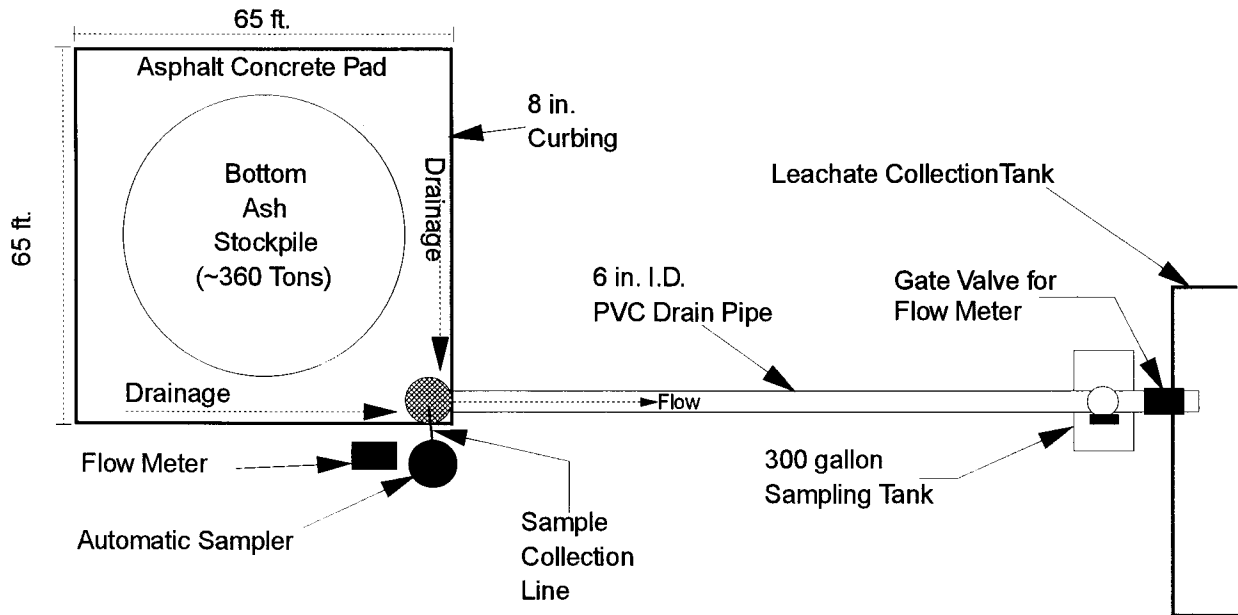 65 ft.
Asphalt Concrete Pad
8 in.
Curbing
Drainage
65 ft.
Bottom
Ash
Stockpile
(~360 Tons)
Leachate CollectionTank
6 in. I.D.
PVC Drain Pipe
Gate Valve for
Flow Meter
Drainage
Flow
Flow Meter
Automatic Sampler
Sample
Collection
Line
300 gallon
Sampling Tank